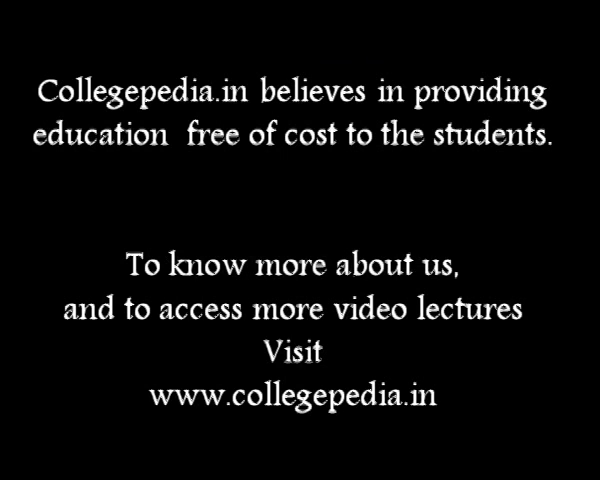 Collegepedia.in believes in providing
education free of cost to the students.
To know more about us,
and to access more video lectures
Visit
www.collegepedia.in